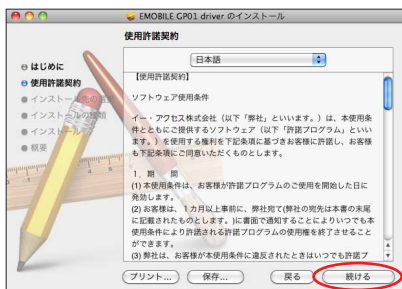 EMOBILE GP01 driver のインストール
使用許諾契約
はじめに
使用許諾契約
インストール先の選択
インストールの種類
インストール
概要
日本語
【使用許諾契約】
ソフトウェア使用条件
イー・アクセス株式会社（以下「弊社」といいます。）は、本使用条
件とともにご提供するソフトウェア（以下「許諾プログラム」といい
ます。）を使用する権利を下記条項に基づきお客様に許諾し、お客様
も下記条項にご同意いただくものとします。
1．期　間
(1) 本使用条件は、お客様が許諾プログラムのご使用を開始した日に
発効します。
(2) お客様は、１カ月以上事前に、弊社宛て(弊社の宛先は本書の末尾
に記載されたものとします。)に書面で通知することによりいつでも本
使用条件により許諾される許諾プログラムの使用権を終了させること
ができます。
(3) 弊社は、お客様が本使用条件に違反されたときはいつでも許諾プ
プリント... 保存... 戻る 続ける